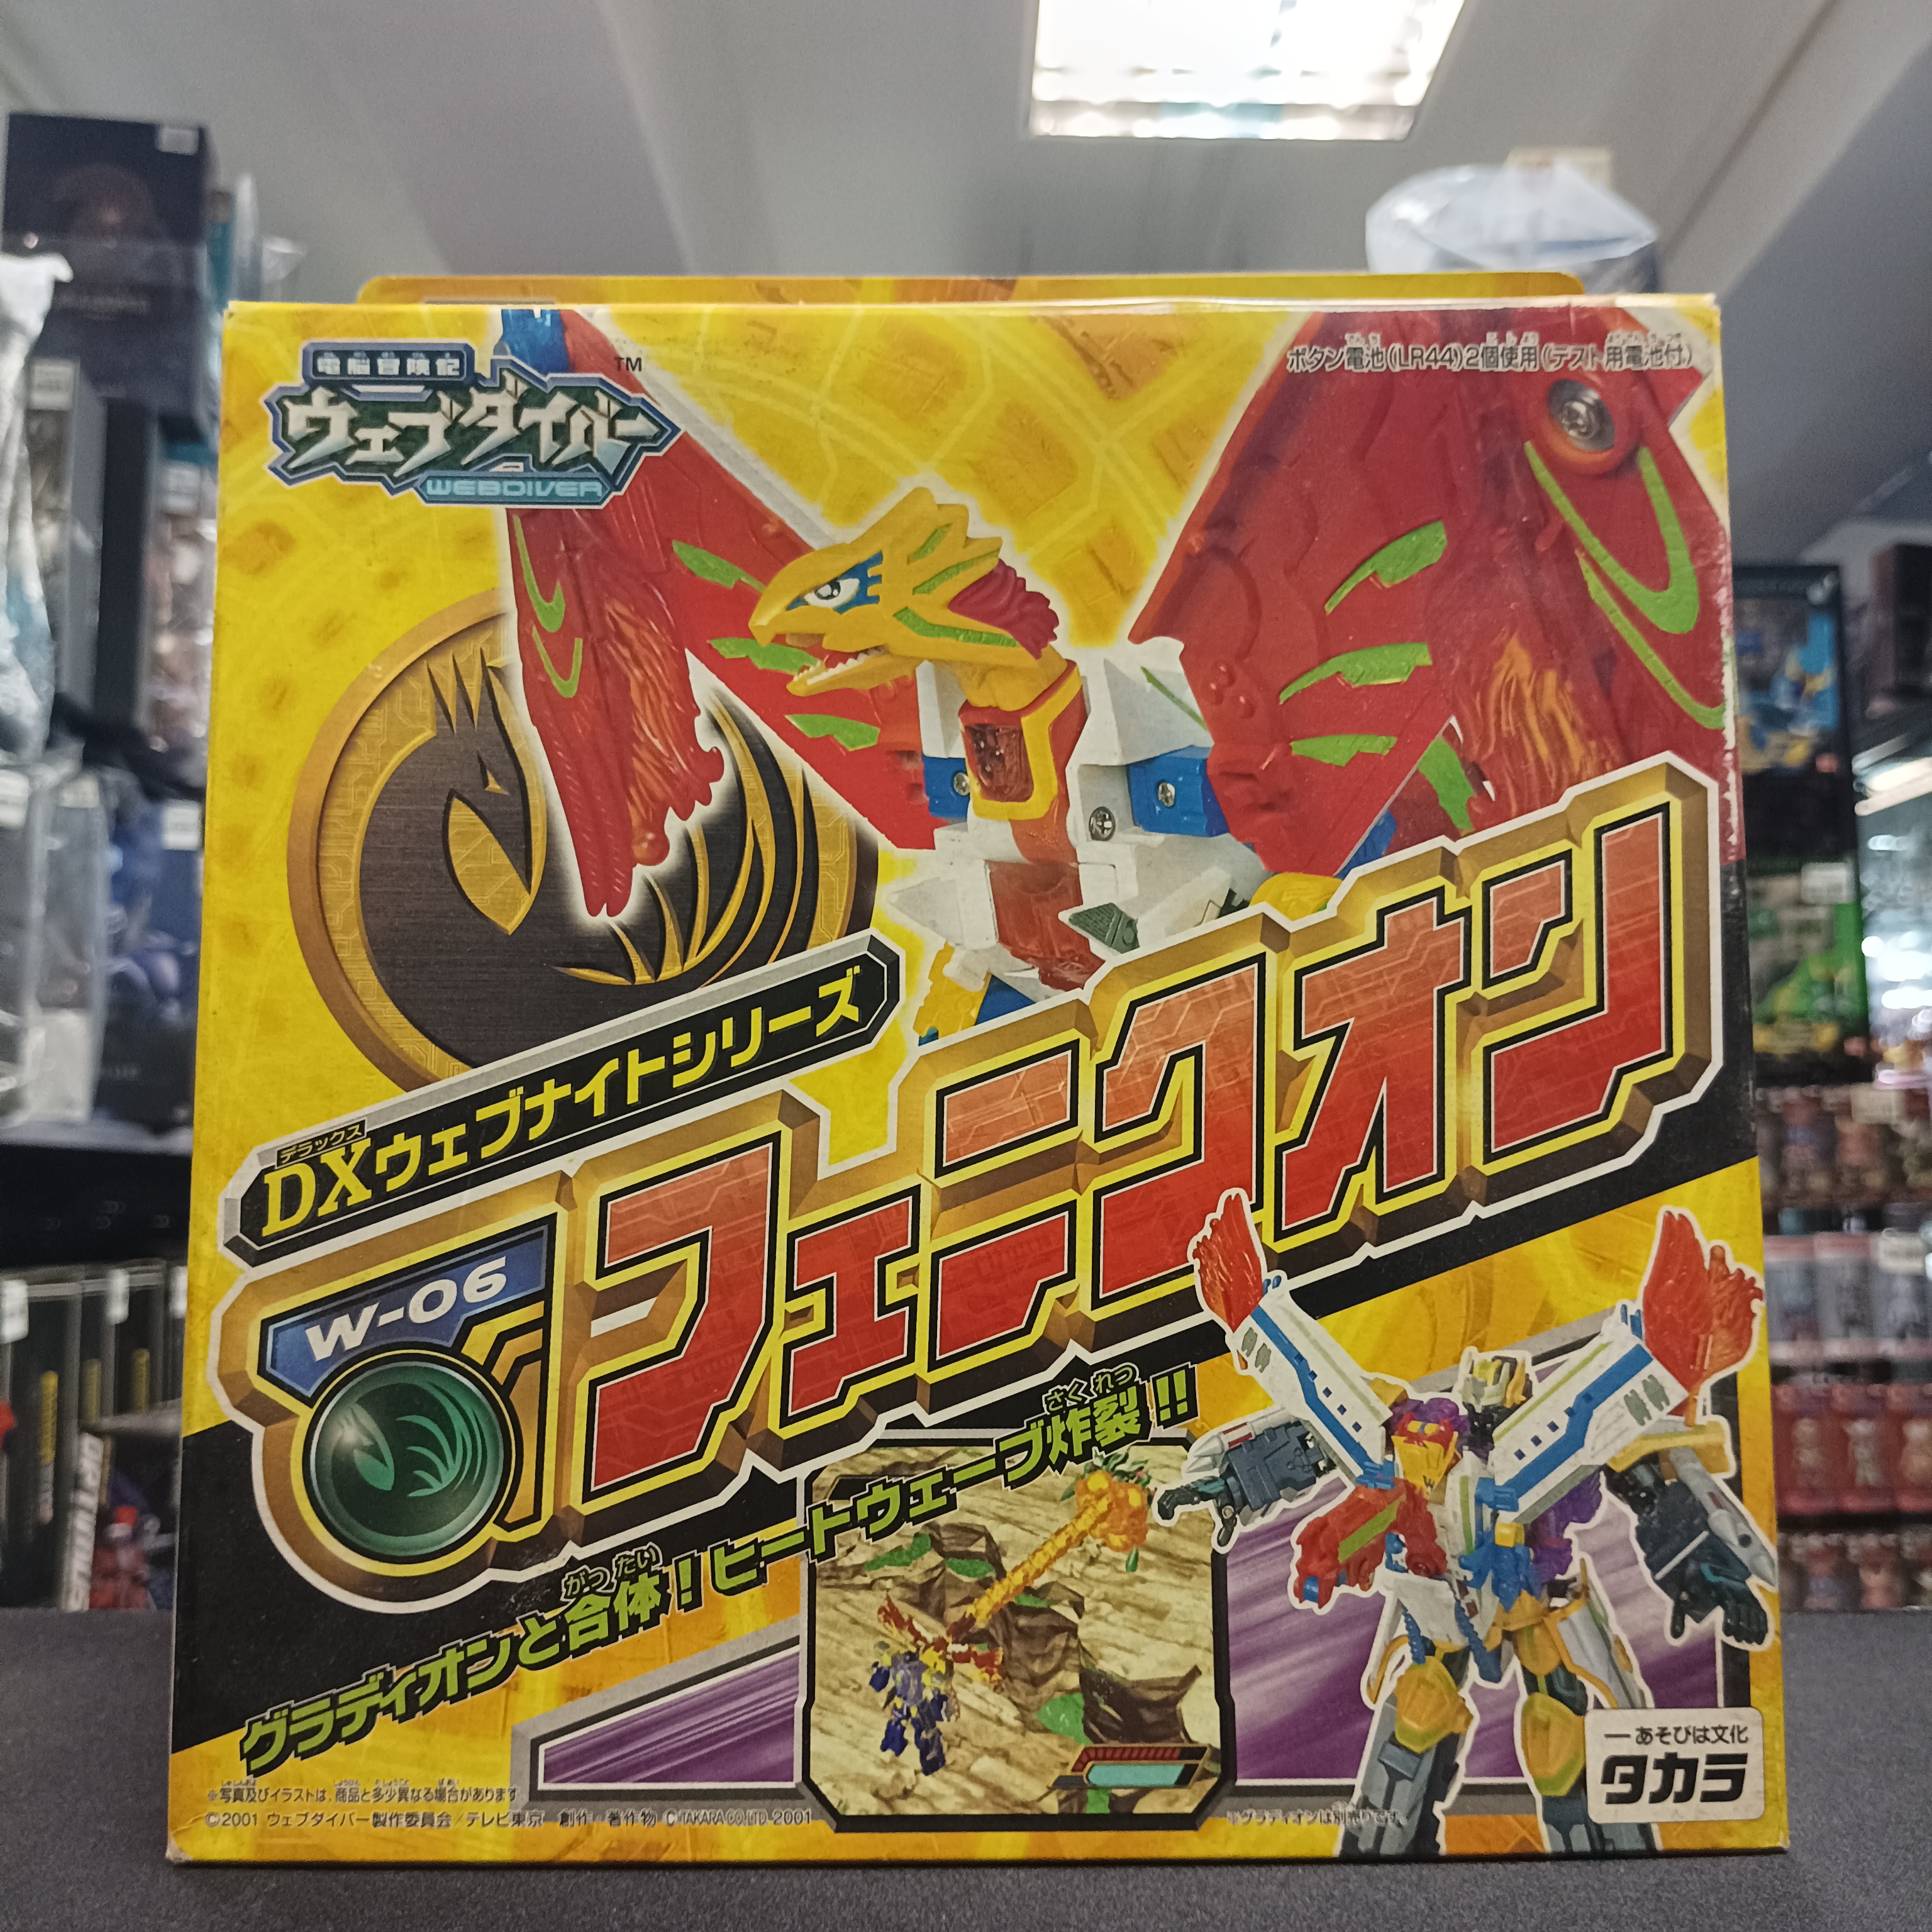 電脳冒険記
ウェブダイバー
TM
WEBDIVER
ボタン電池(LR44)2個使用(テスト用電池付)
デラックス
DXウェブナイトシリーズ
W-06
フェニクオン
がっ たい さく れつ
グラディオンと合体!ヒートウェーブ炸裂!!
※写真及びイラストは、商品と多少異なる場合があります
©2001 ウェブダイバー製作委員会/テレビ東京 創作・著作物 ©TAKARA CO.,LTD.2001
※グラディオンは別売りです。
ーあそびは文化
タカラ